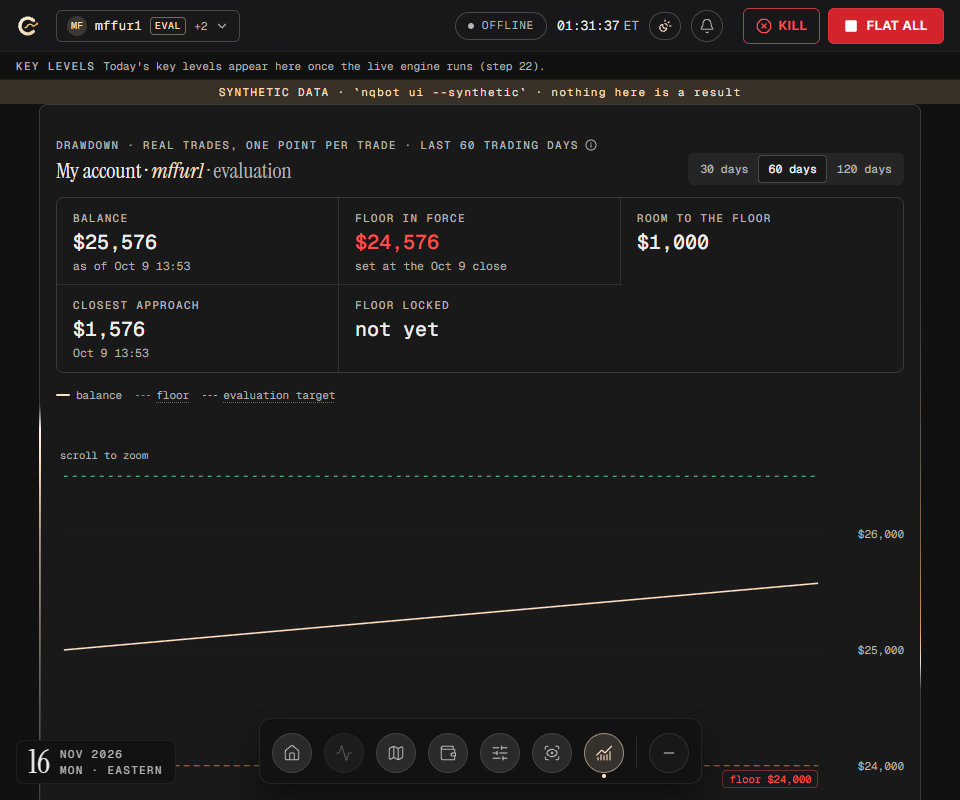 MF mffur1 EVAL +2
OFFLINE
01:31:37 ET
KILL
FLAT ALL
KEY LEVELS Today's key levels appear here once the live engine runs (step 22).
SYNTHETIC DATA · `nqbot ui --synthetic` · nothing here is a result
DRAWDOWN · REAL TRADES, ONE POINT PER TRADE · LAST 60 TRADING DAYS
My account · mffur1 · evaluation
30 days 60 days 120 days
BALANCE
$25,576
as of Oct 9 13:53
FLOOR IN FORCE
$24,576
set at the Oct 9 close
ROOM TO THE FLOOR
$1,000
CLOSEST APPROACH
$1,576
Oct 9 13:53
FLOOR LOCKED
not yet
balance floor evaluation target
scroll to zoom
$26,000
$25,000
$24,000
floor $24,000
16 NOV 2026
MON · EASTERN